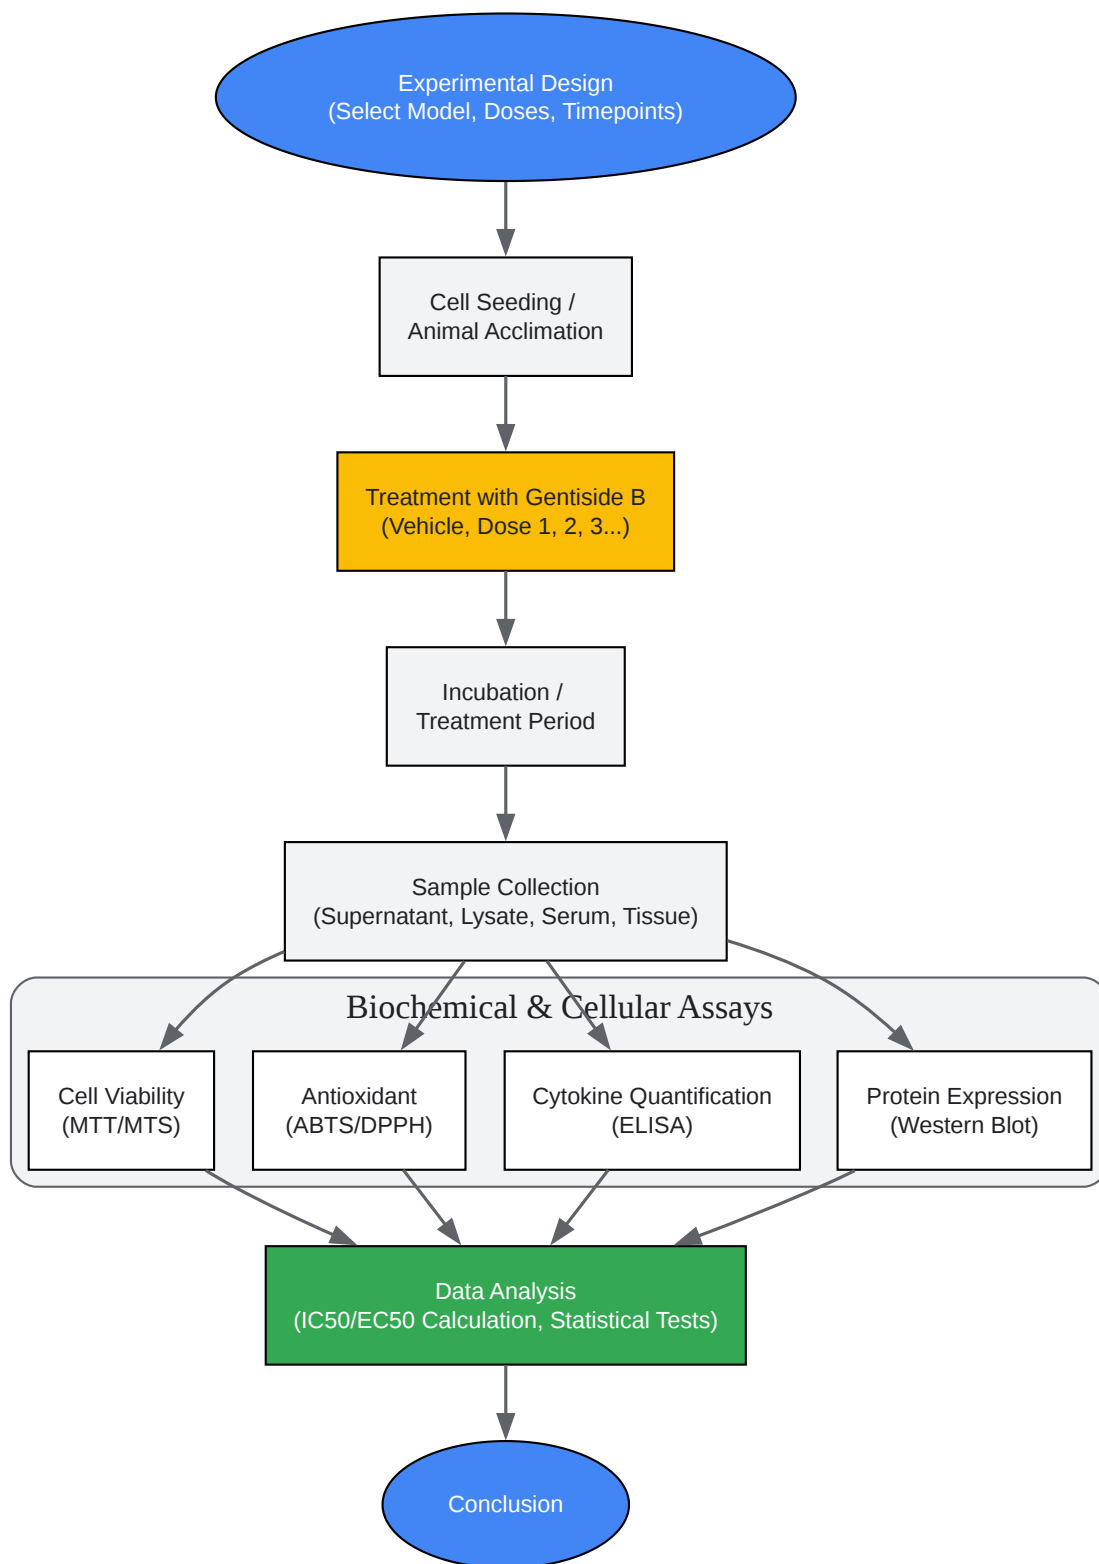 Experimental Design
(Select Model, Doses, Timepoints)
Cell Seeding /
Animal Acclimation
Treatment with Gentiside B
(Vehicle, Dose 1, 2, 3...)
Incubation /
Treatment Period
Sample Collection
(Supernatant, Lysate, Serum, Tissue)
Biochemical & Cellular Assays
Cell Viability
(MTT/MTS)
Antioxidant
(ABTS/DPPH)
Cytokine Quantification
(ELISA)
Protein Expression
(Western Blot)
Data Analysis
(IC50/EC50 Calculation, Statistical Tests)
Conclusion